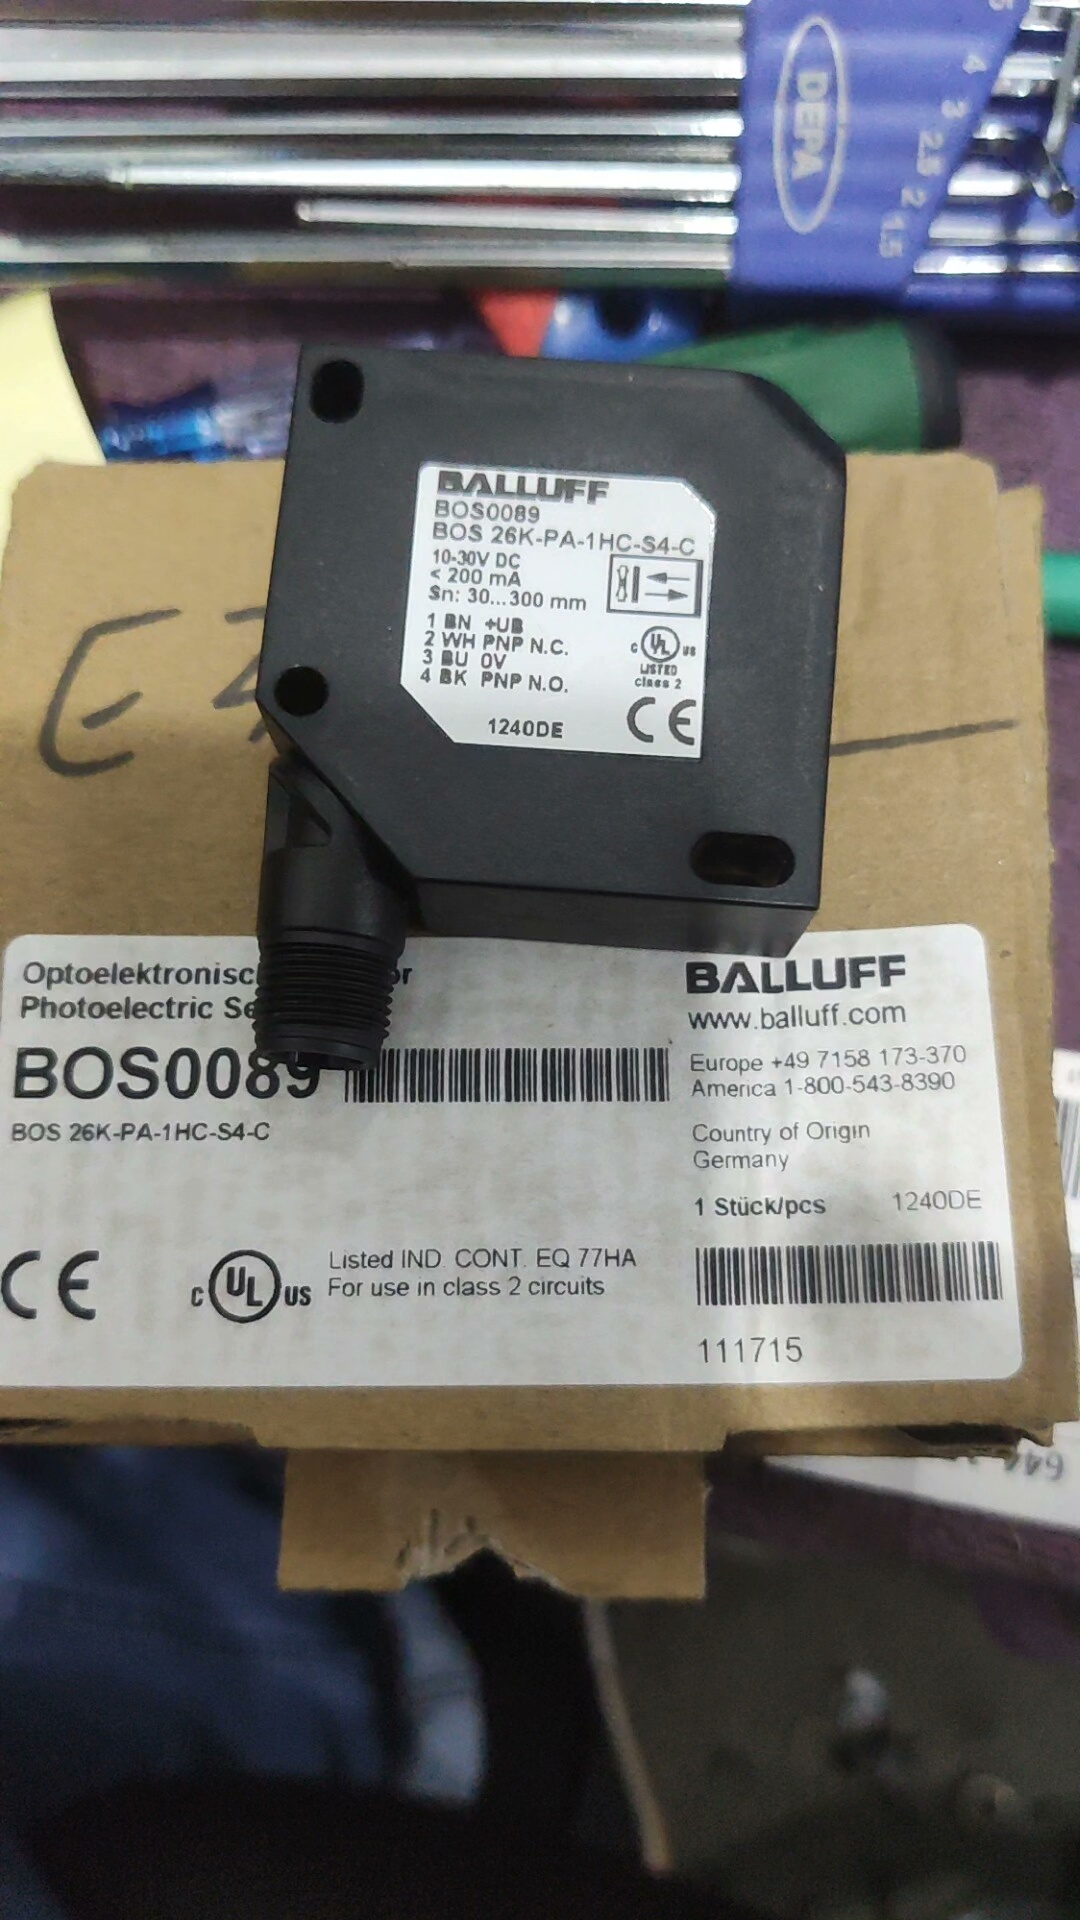 DEPA
5
4
3
2.5
2
1.5
BALLUFF
BOS0089
BOS 26K-PA-1HC-S4-C
10-30V DC
< 200 mA
Sn: 30...300 mm
1 BN +UB
2 WH PNP N.C.
3 BU 0V
4 BK PNP N.O.
C UL US
LISTED
class 2
1240DE
CE
Optoelektronisc
Photoelectric Se
BOS0089
BOS 26K-PA-1HC-S4-C
CE
C UL US
Listed IND. CONT. EQ 77HA
For use in class 2 circuits
BALLUFF
www.balluff.com
Europe +49 7158 173-370
America 1-800-543-8390
Country of Origin
Germany
1 Stück/pcs 1240DE
111715